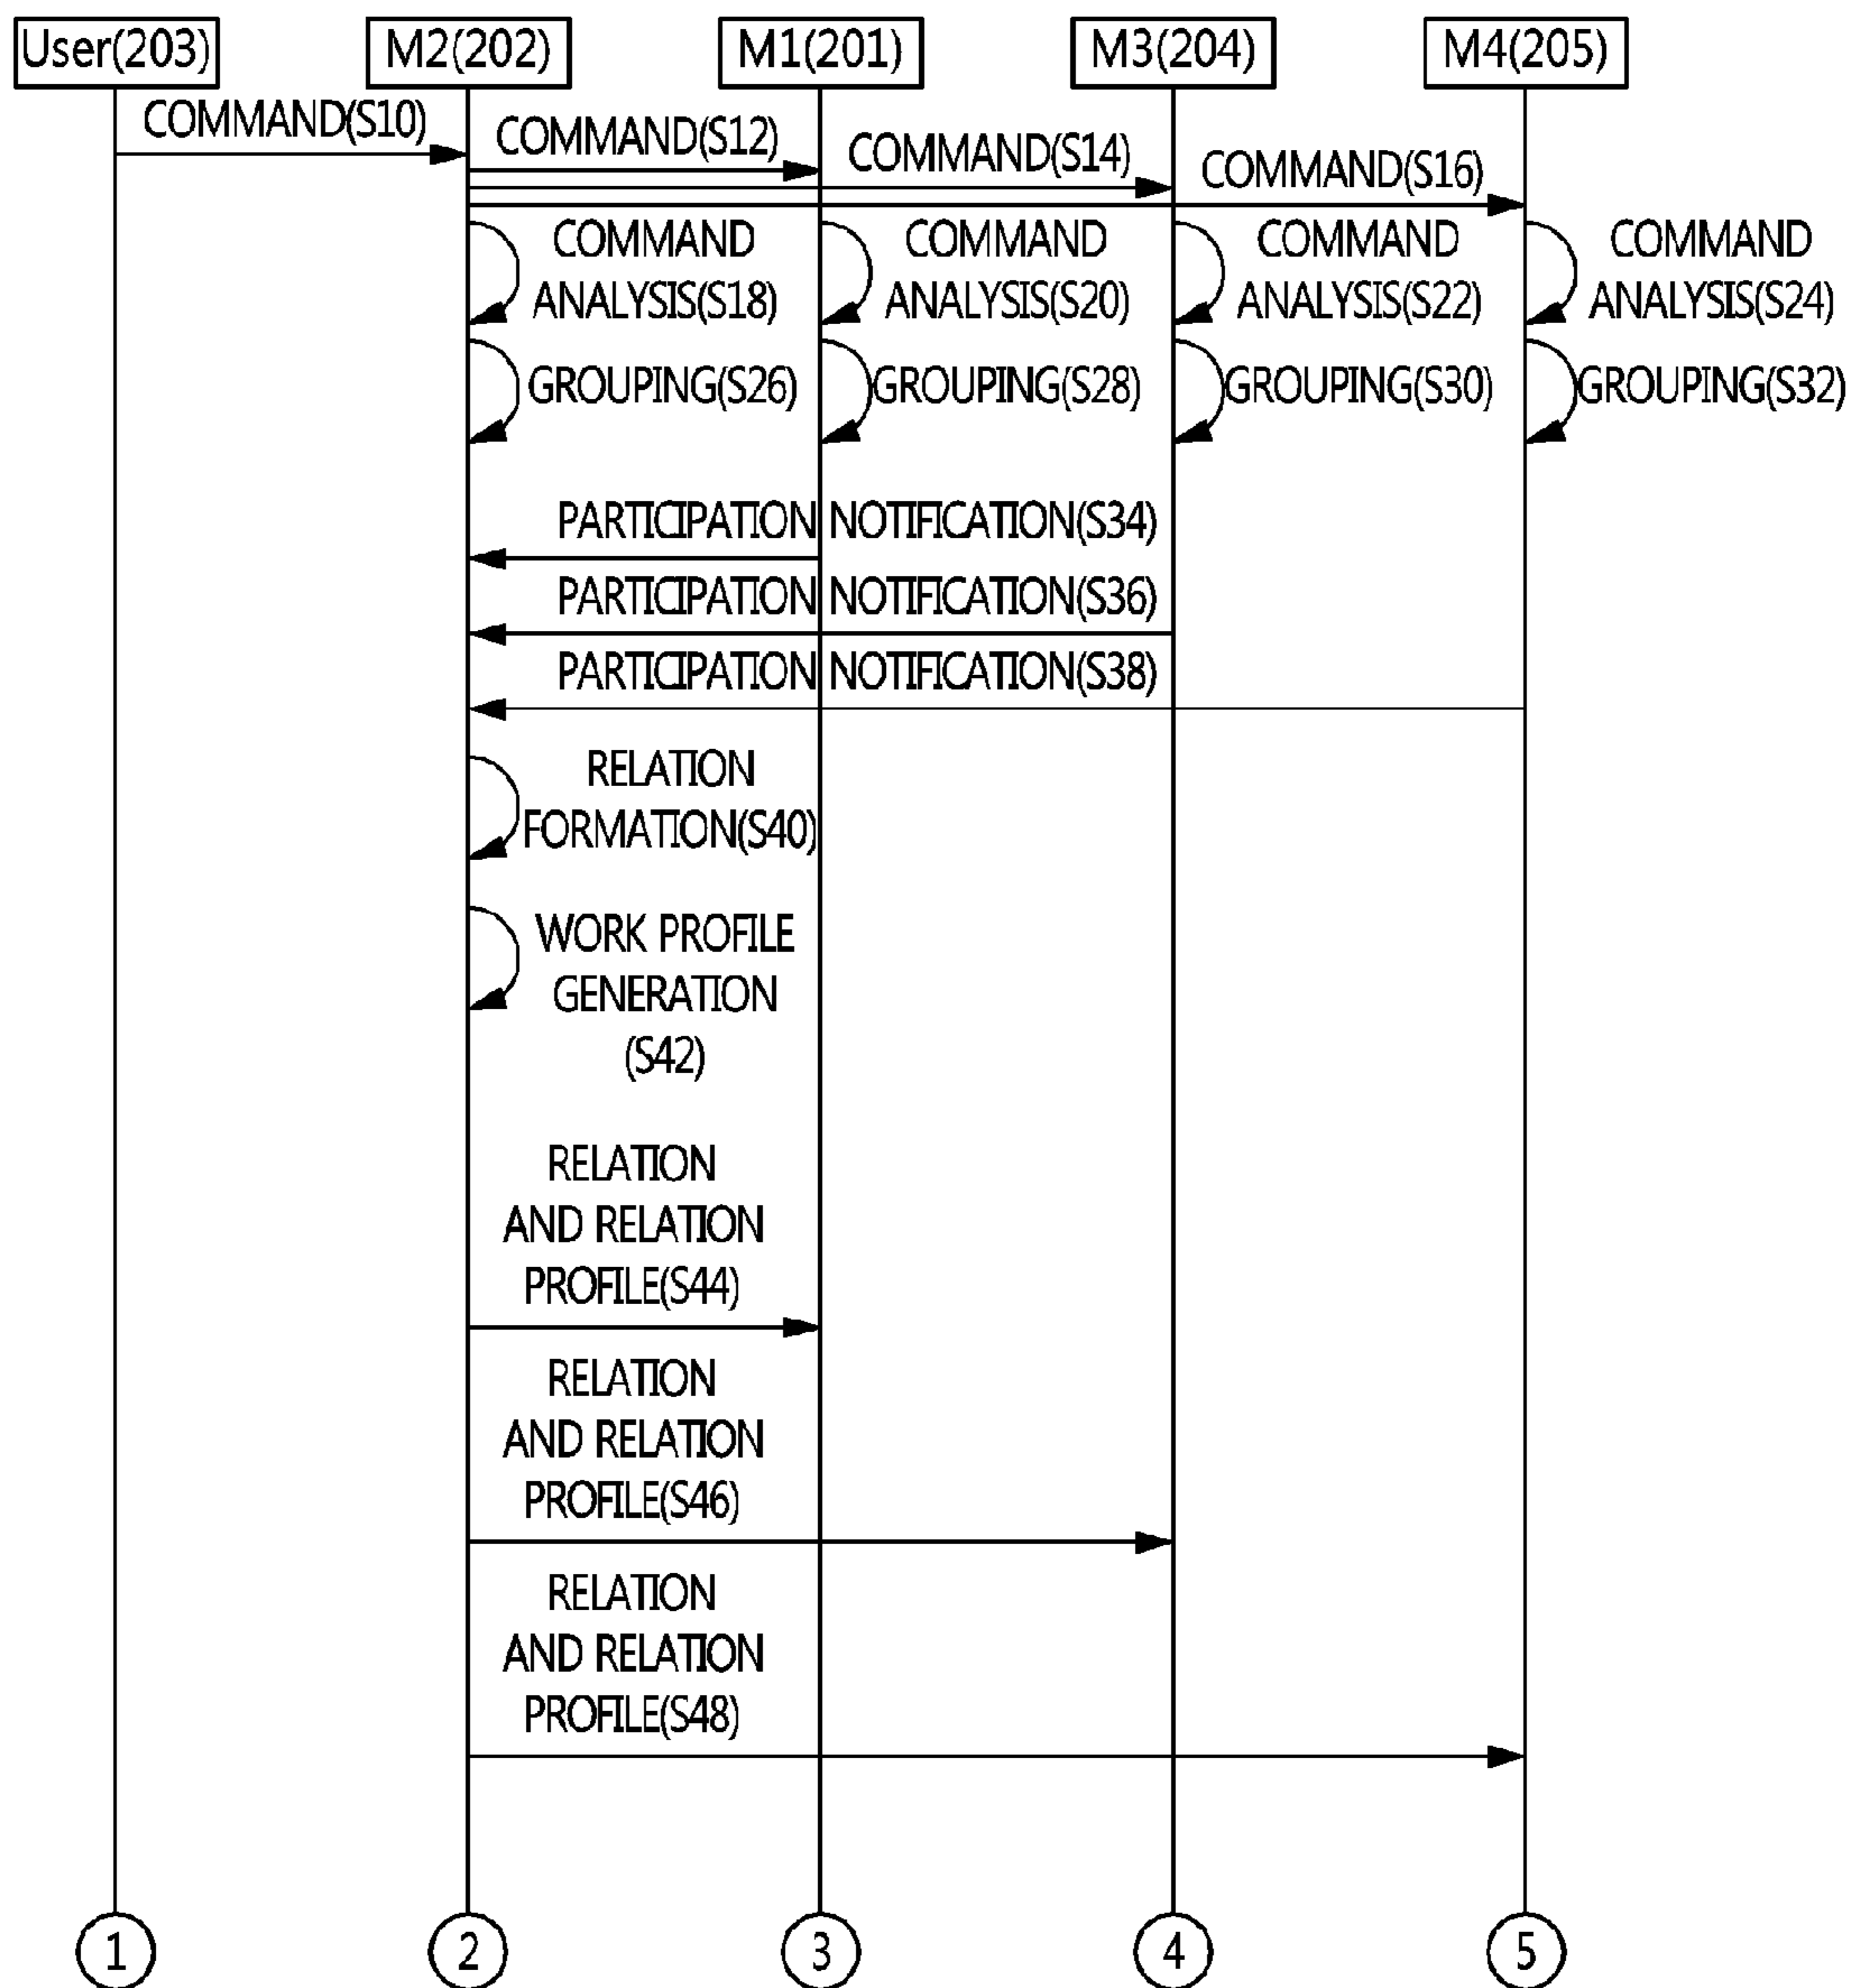 User(203)
M2(202)
M1(201)
M3(204)
M4(205)
COMMAND(S10)
COMMAND(S12)
COMMAND(S14)
COMMAND(S16)
COMMAND
ANALYSIS(S18)
COMMAND
ANALYSIS(S20)
COMMAND
ANALYSIS(S22)
COMMAND
ANALYSIS(S24)
GROUPING(S26)
GROUPING(S28)
GROUPING(S30)
GROUPING(S32)
PARTICIPATION NOTIFICATION(S34)
PARTICIPATION NOTIFICATION(S36)
PARTICIPATION NOTIFICATION(S38)
RELATION
FORMATION(S40)
WORK PROFILE
GENERATION
(S42)
RELATION
AND RELATION
PROFILE(S44)
RELATION
AND RELATION
PROFILE(S46)
RELATION
AND RELATION
PROFILE(S48)
1
2
3
4
5